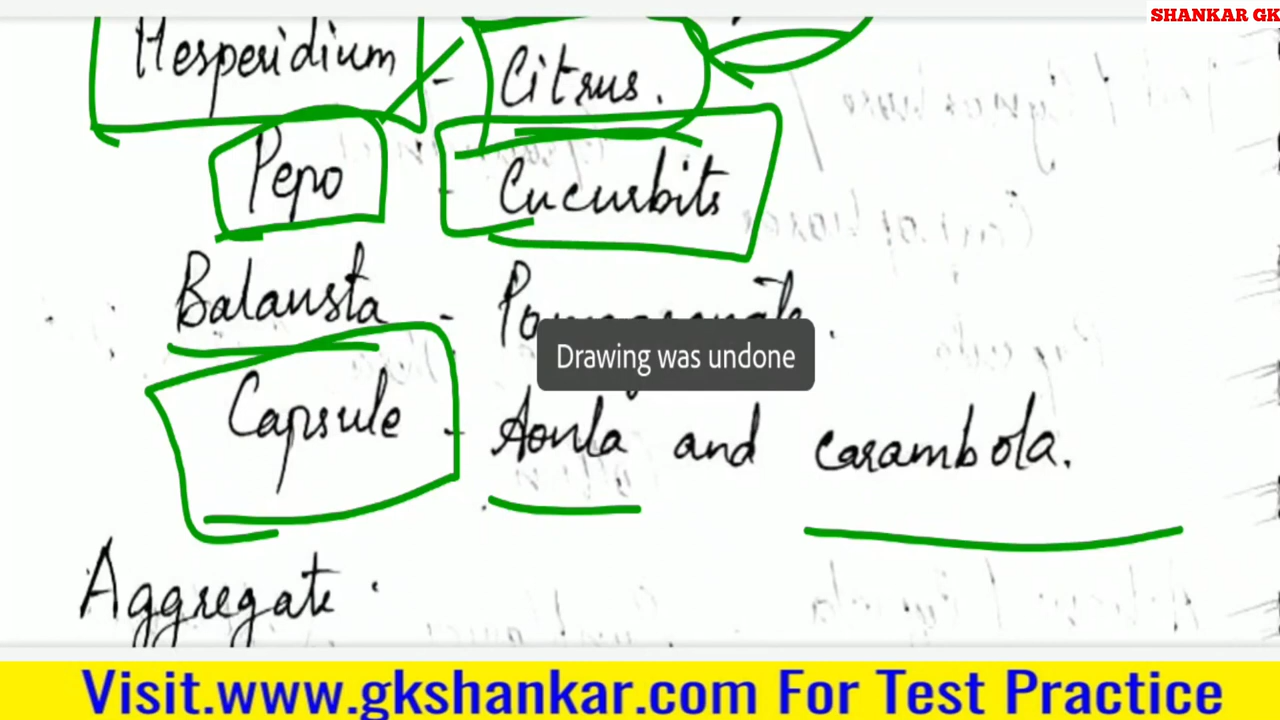 SHANKAR GK
Hesperidium - Citrus.
Pepo - Cucurbits
Balausta - Pomegranate.
Drawing was undone
Capsule - Aonla and carambola.
Aggregate
Visit.www.gkshankar.com For Test Practice